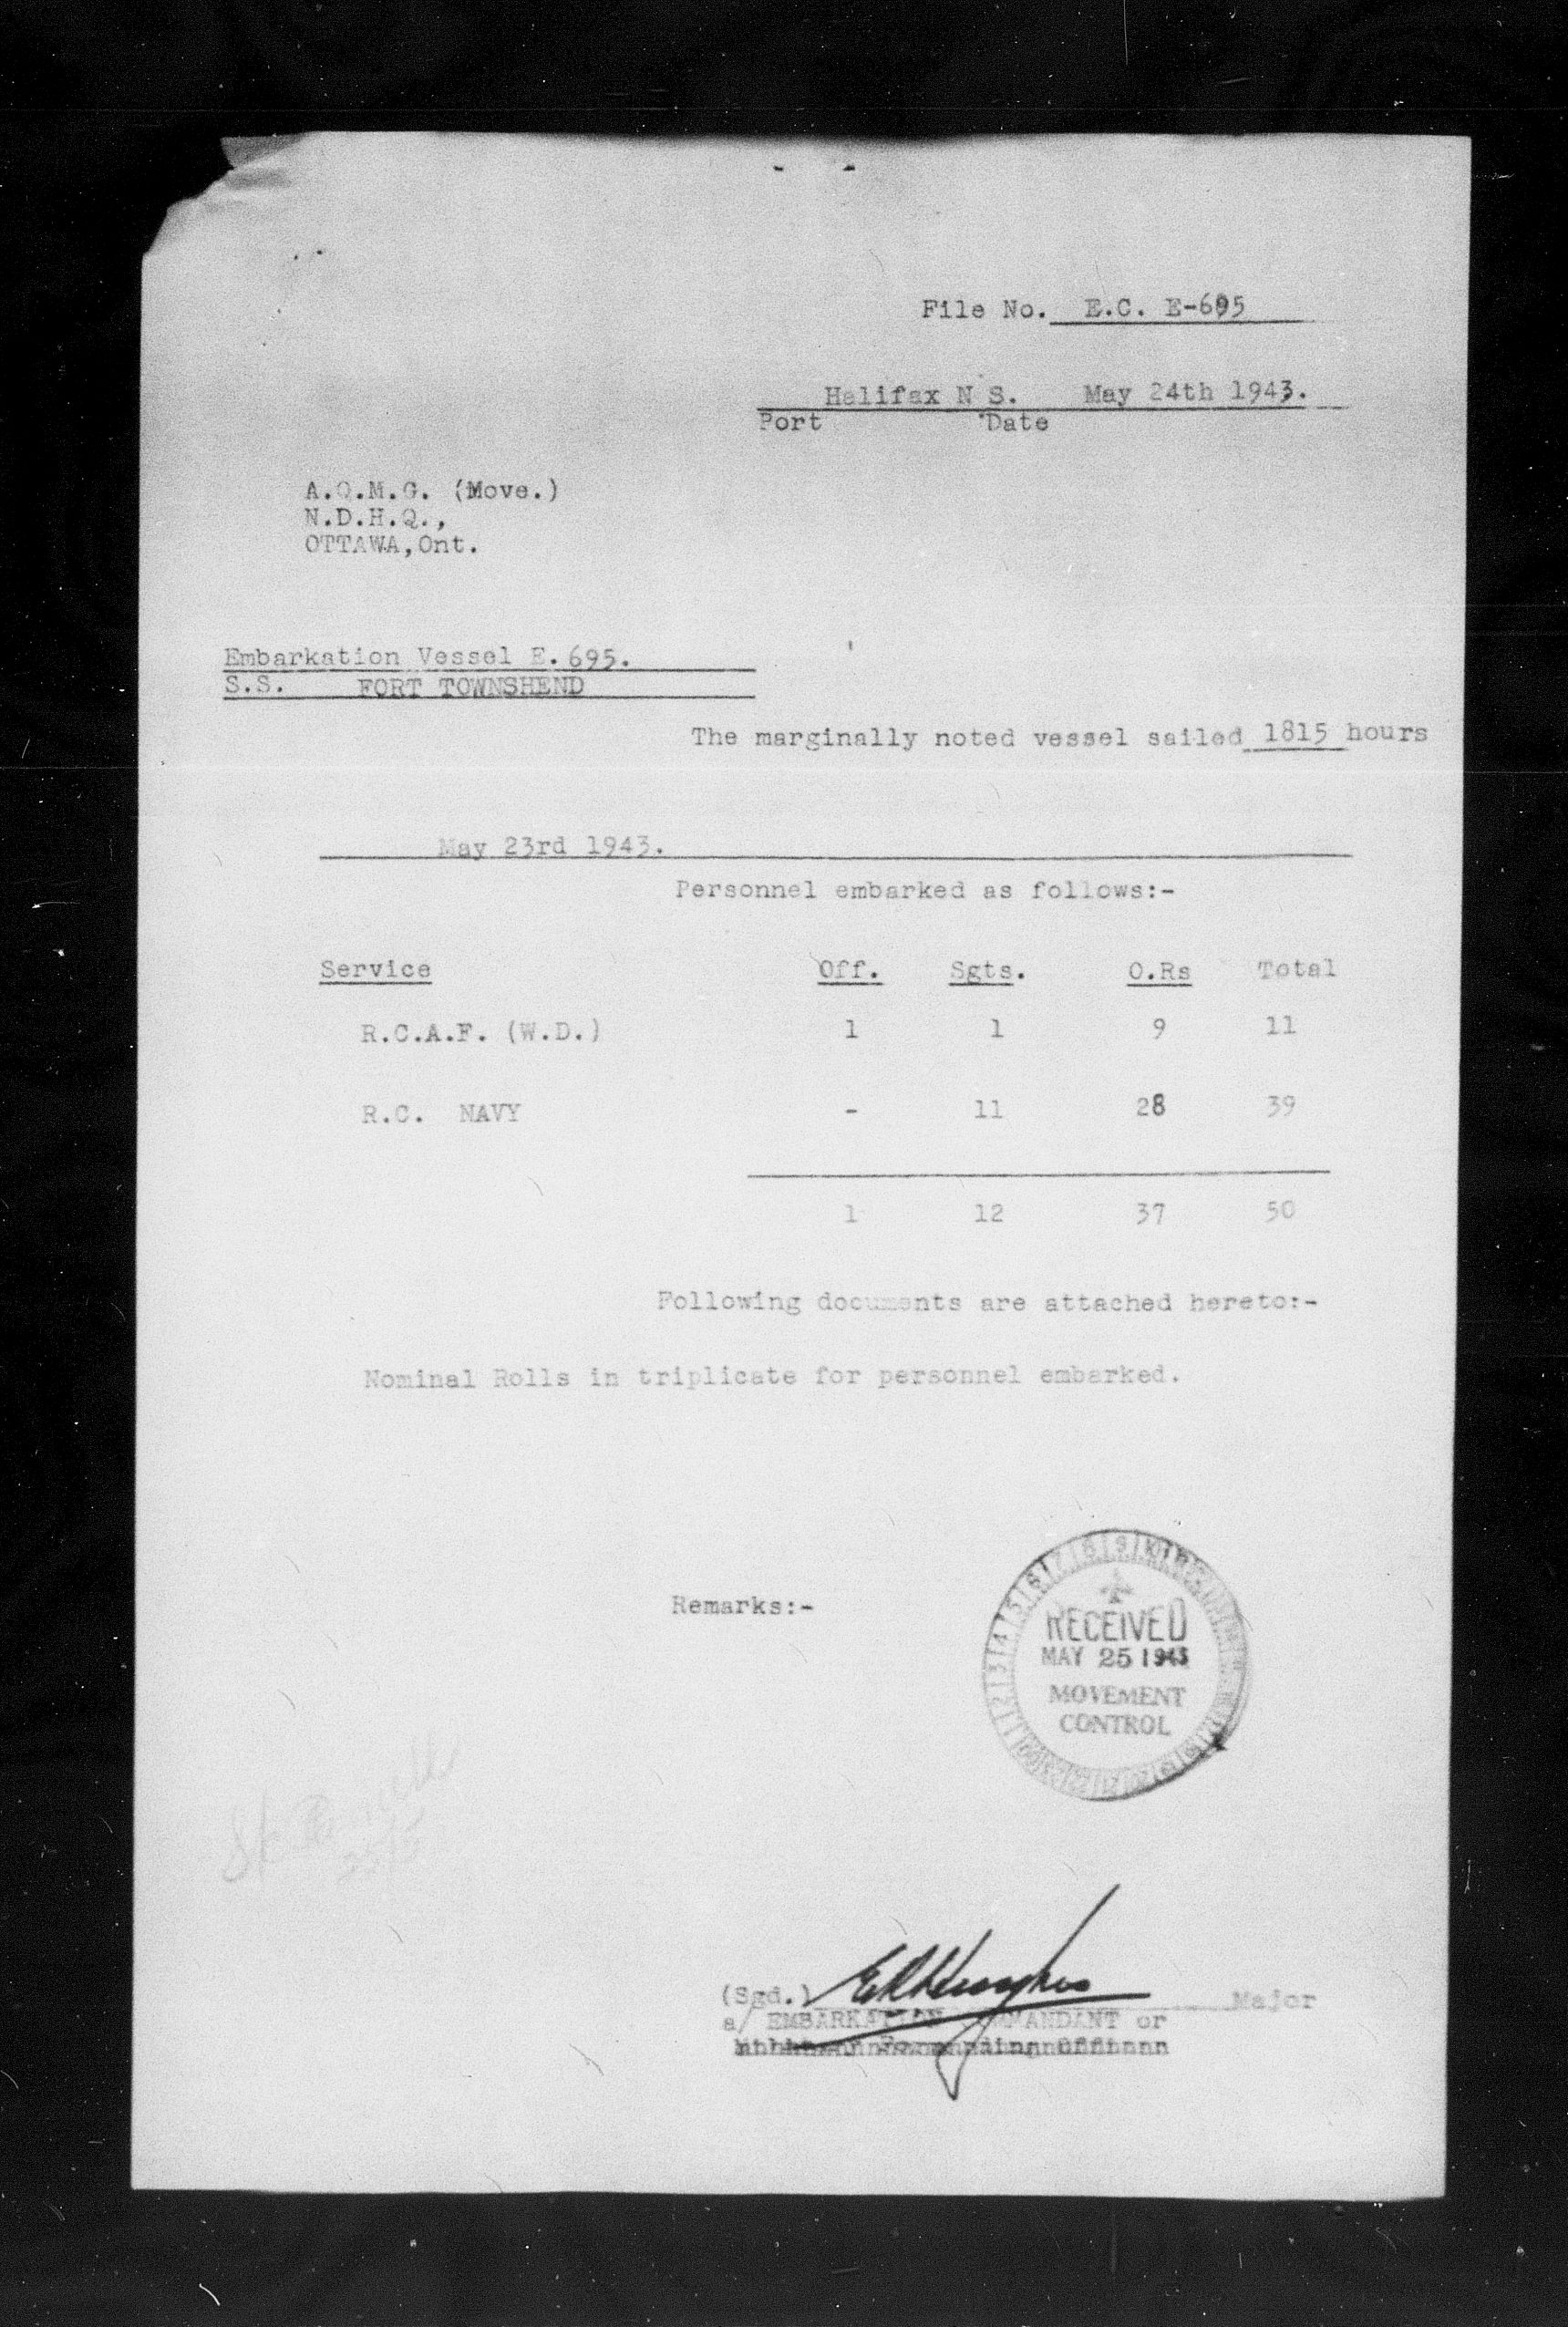 File No. E.C. E-695
Halifax N S. May 24th 1943.
Port Date
A.Q.M.G. (Move.)
N.D.H.Q.,
OTTAWA,Ont.
Embarkation Vessel E. 695.
S.S. FORT TOWNSHEND
The marginally noted vessel sailed 1815 hours
May 23rd 1943.
Personnel embarked as follows:-
Service Off. Sgts. O.Rs Total
R.C.A.F. (W.D.) 1 1 9 11
R.C. NAVY - 11 28 39
1 12 37 50
Following documents are attached hereto:-
Nominal Rolls in triplicate for personnel embarked.
Remarks:-
RECEIVED
MAY 25 1943
MOVEMENT
CONTROL
(Sgd.) Major
a/ EMBARKATION COMMANDANT or